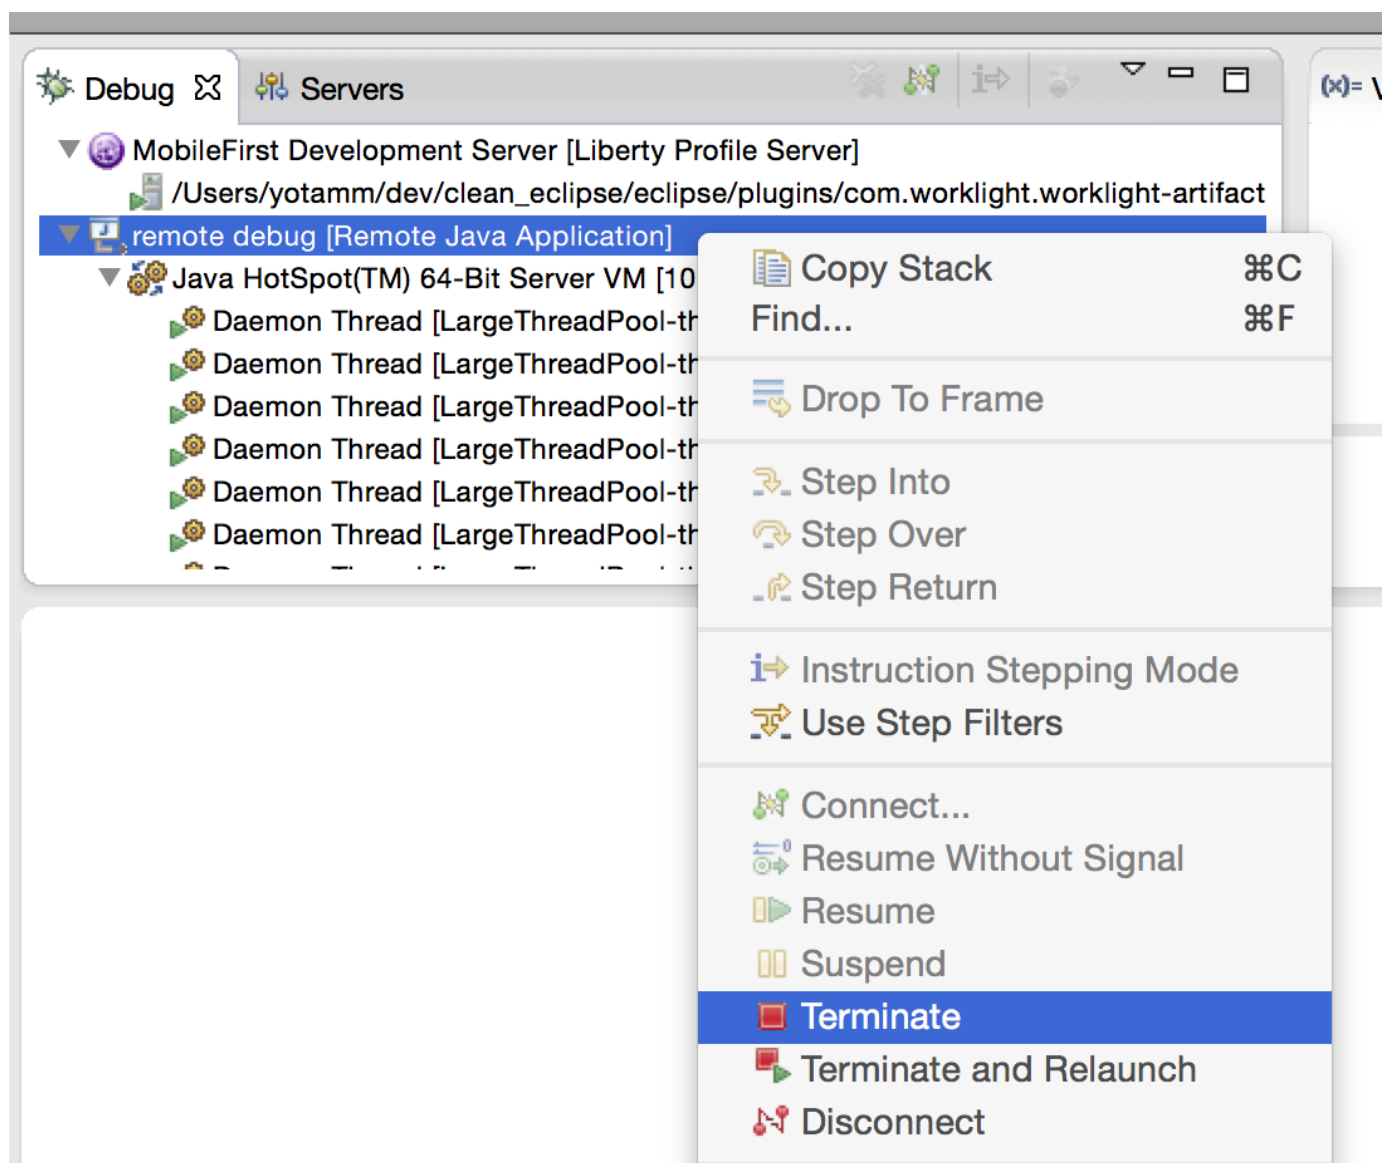 Debug
Servers
(x)=
MobileFirst Development Server [Liberty Profile Server]
/Users/yotamm/dev/clean_eclipse/eclipse/plugins/com.worklight.worklight-artifact
remote debug [Remote Java Application]
Java HotSpot(TM) 64-Bit Server VM [10
Daemon Thread [LargeThreadPool-th
Daemon Thread [LargeThreadPool-th
Daemon Thread [LargeThreadPool-th
Daemon Thread [LargeThreadPool-th
Daemon Thread [LargeThreadPool-th
Daemon Thread [LargeThreadPool-th
Copy Stack ⌘C
Find... ⌘F
Drop To Frame
Step Into
Step Over
Step Return
Instruction Stepping Mode
Use Step Filters
Connect...
Resume Without Signal
Resume
Suspend
Terminate
Terminate and Relaunch
Disconnect